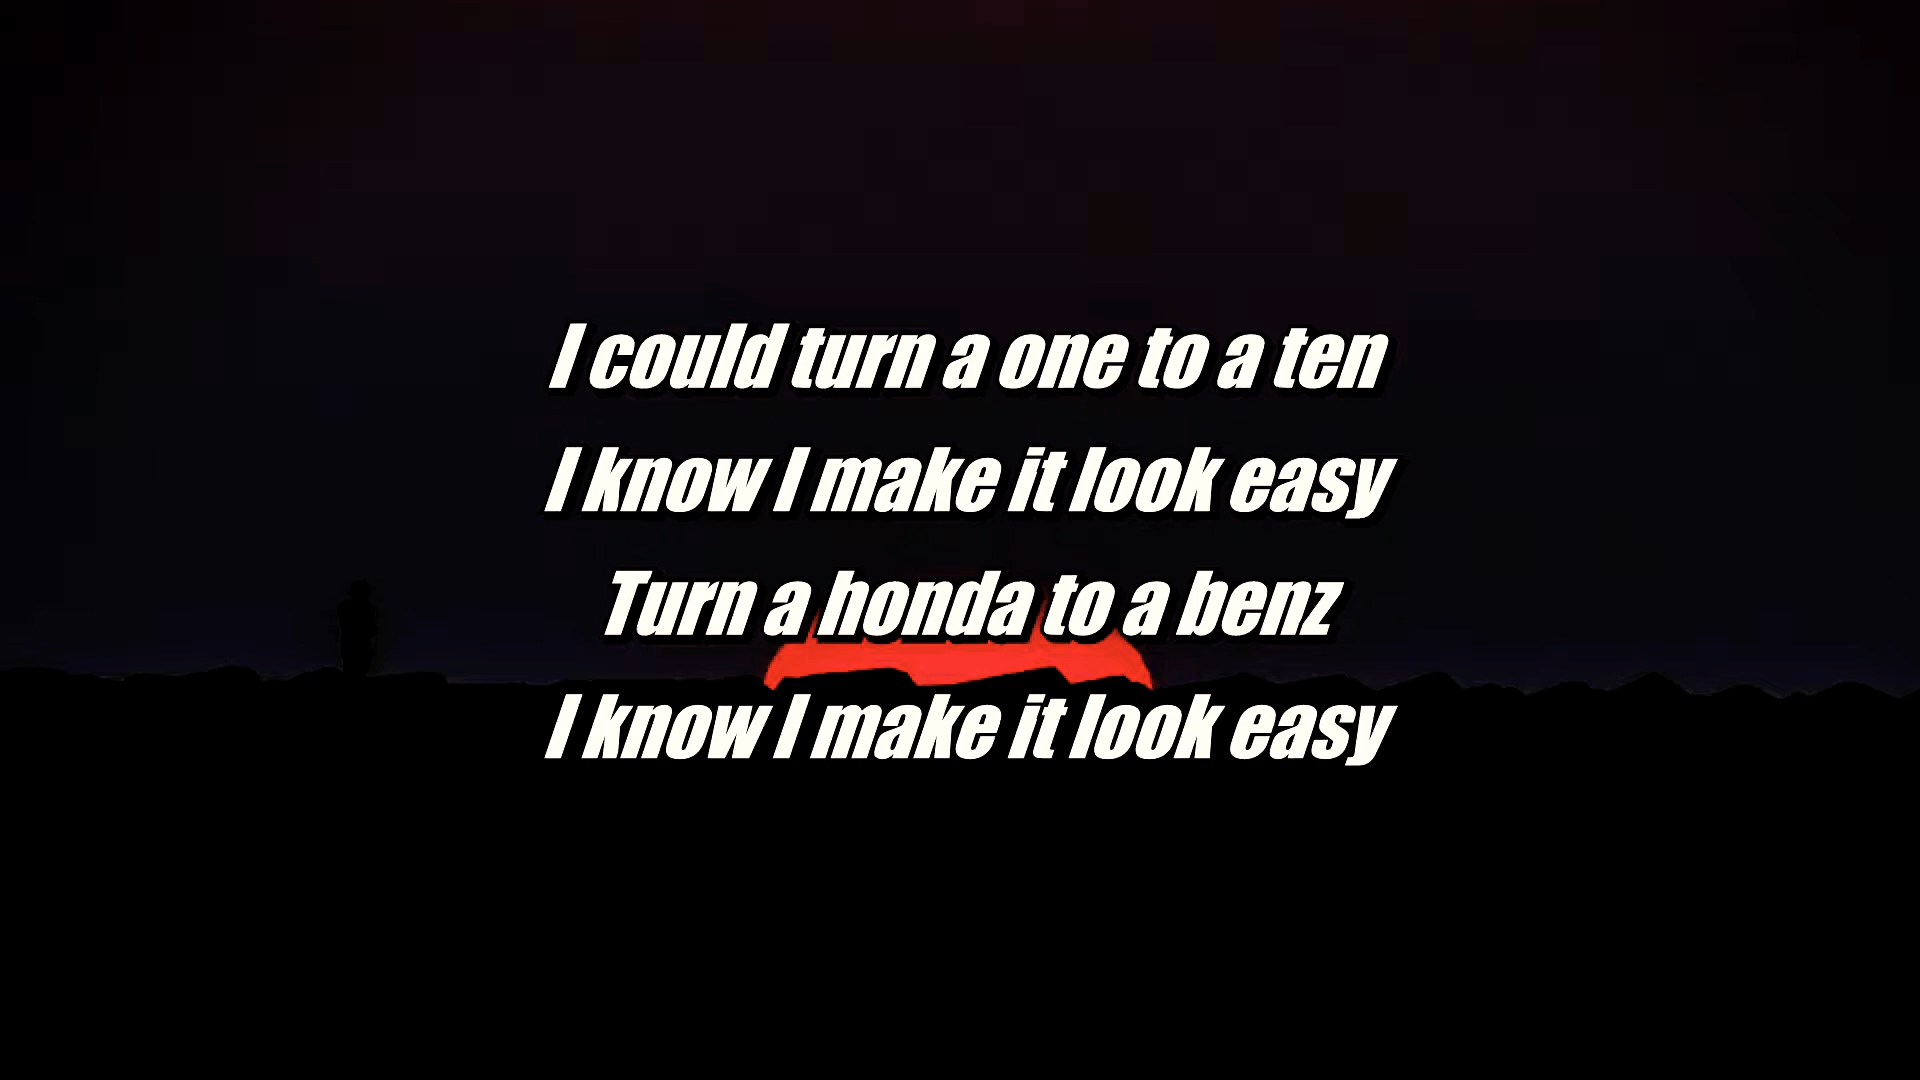 I could turn a one to a ten
I know I make it look easy
Turn a honda to a benz
I know I make it look easy